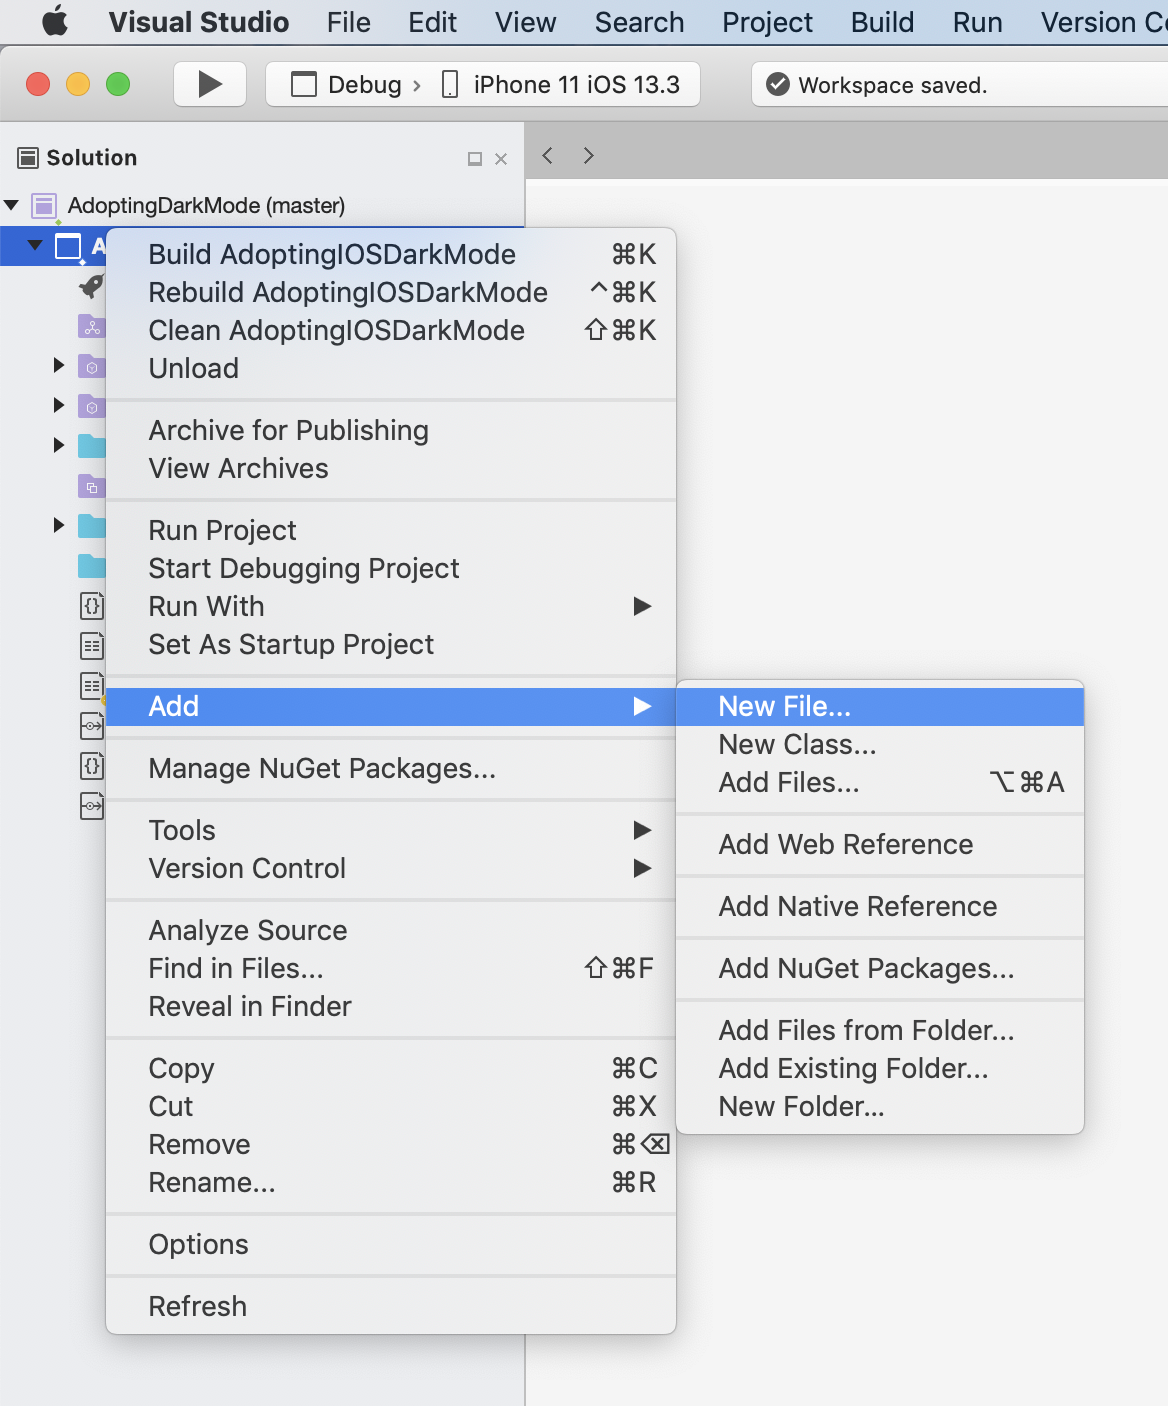 Visual Studio File Edit View Search Project Build Run Version Co
Debug › iPhone 11 iOS 13.3
Workspace saved.
Solution
AdoptingDarkMode (master)
A
Build AdoptingIOSDarkMode ⌘K
Rebuild AdoptingIOSDarkMode ^⌘K
Clean AdoptingIOSDarkMode ⇧⌘K
Unload
Archive for Publishing
View Archives
Run Project
Start Debugging Project
Run With
Set As Startup Project
Add
Manage NuGet Packages...
Tools
Version Control
Analyze Source
Find in Files... ⇧⌘F
Reveal in Finder
Copy ⌘C
Cut ⌘X
Remove ⌘⌫
Rename... ⌘R
Options
Refresh
New File...
New Class...
Add Files... ⌥⌘A
Add Web Reference
Add Native Reference
Add NuGet Packages...
Add Files from Folder...
Add Existing Folder...
New Folder...